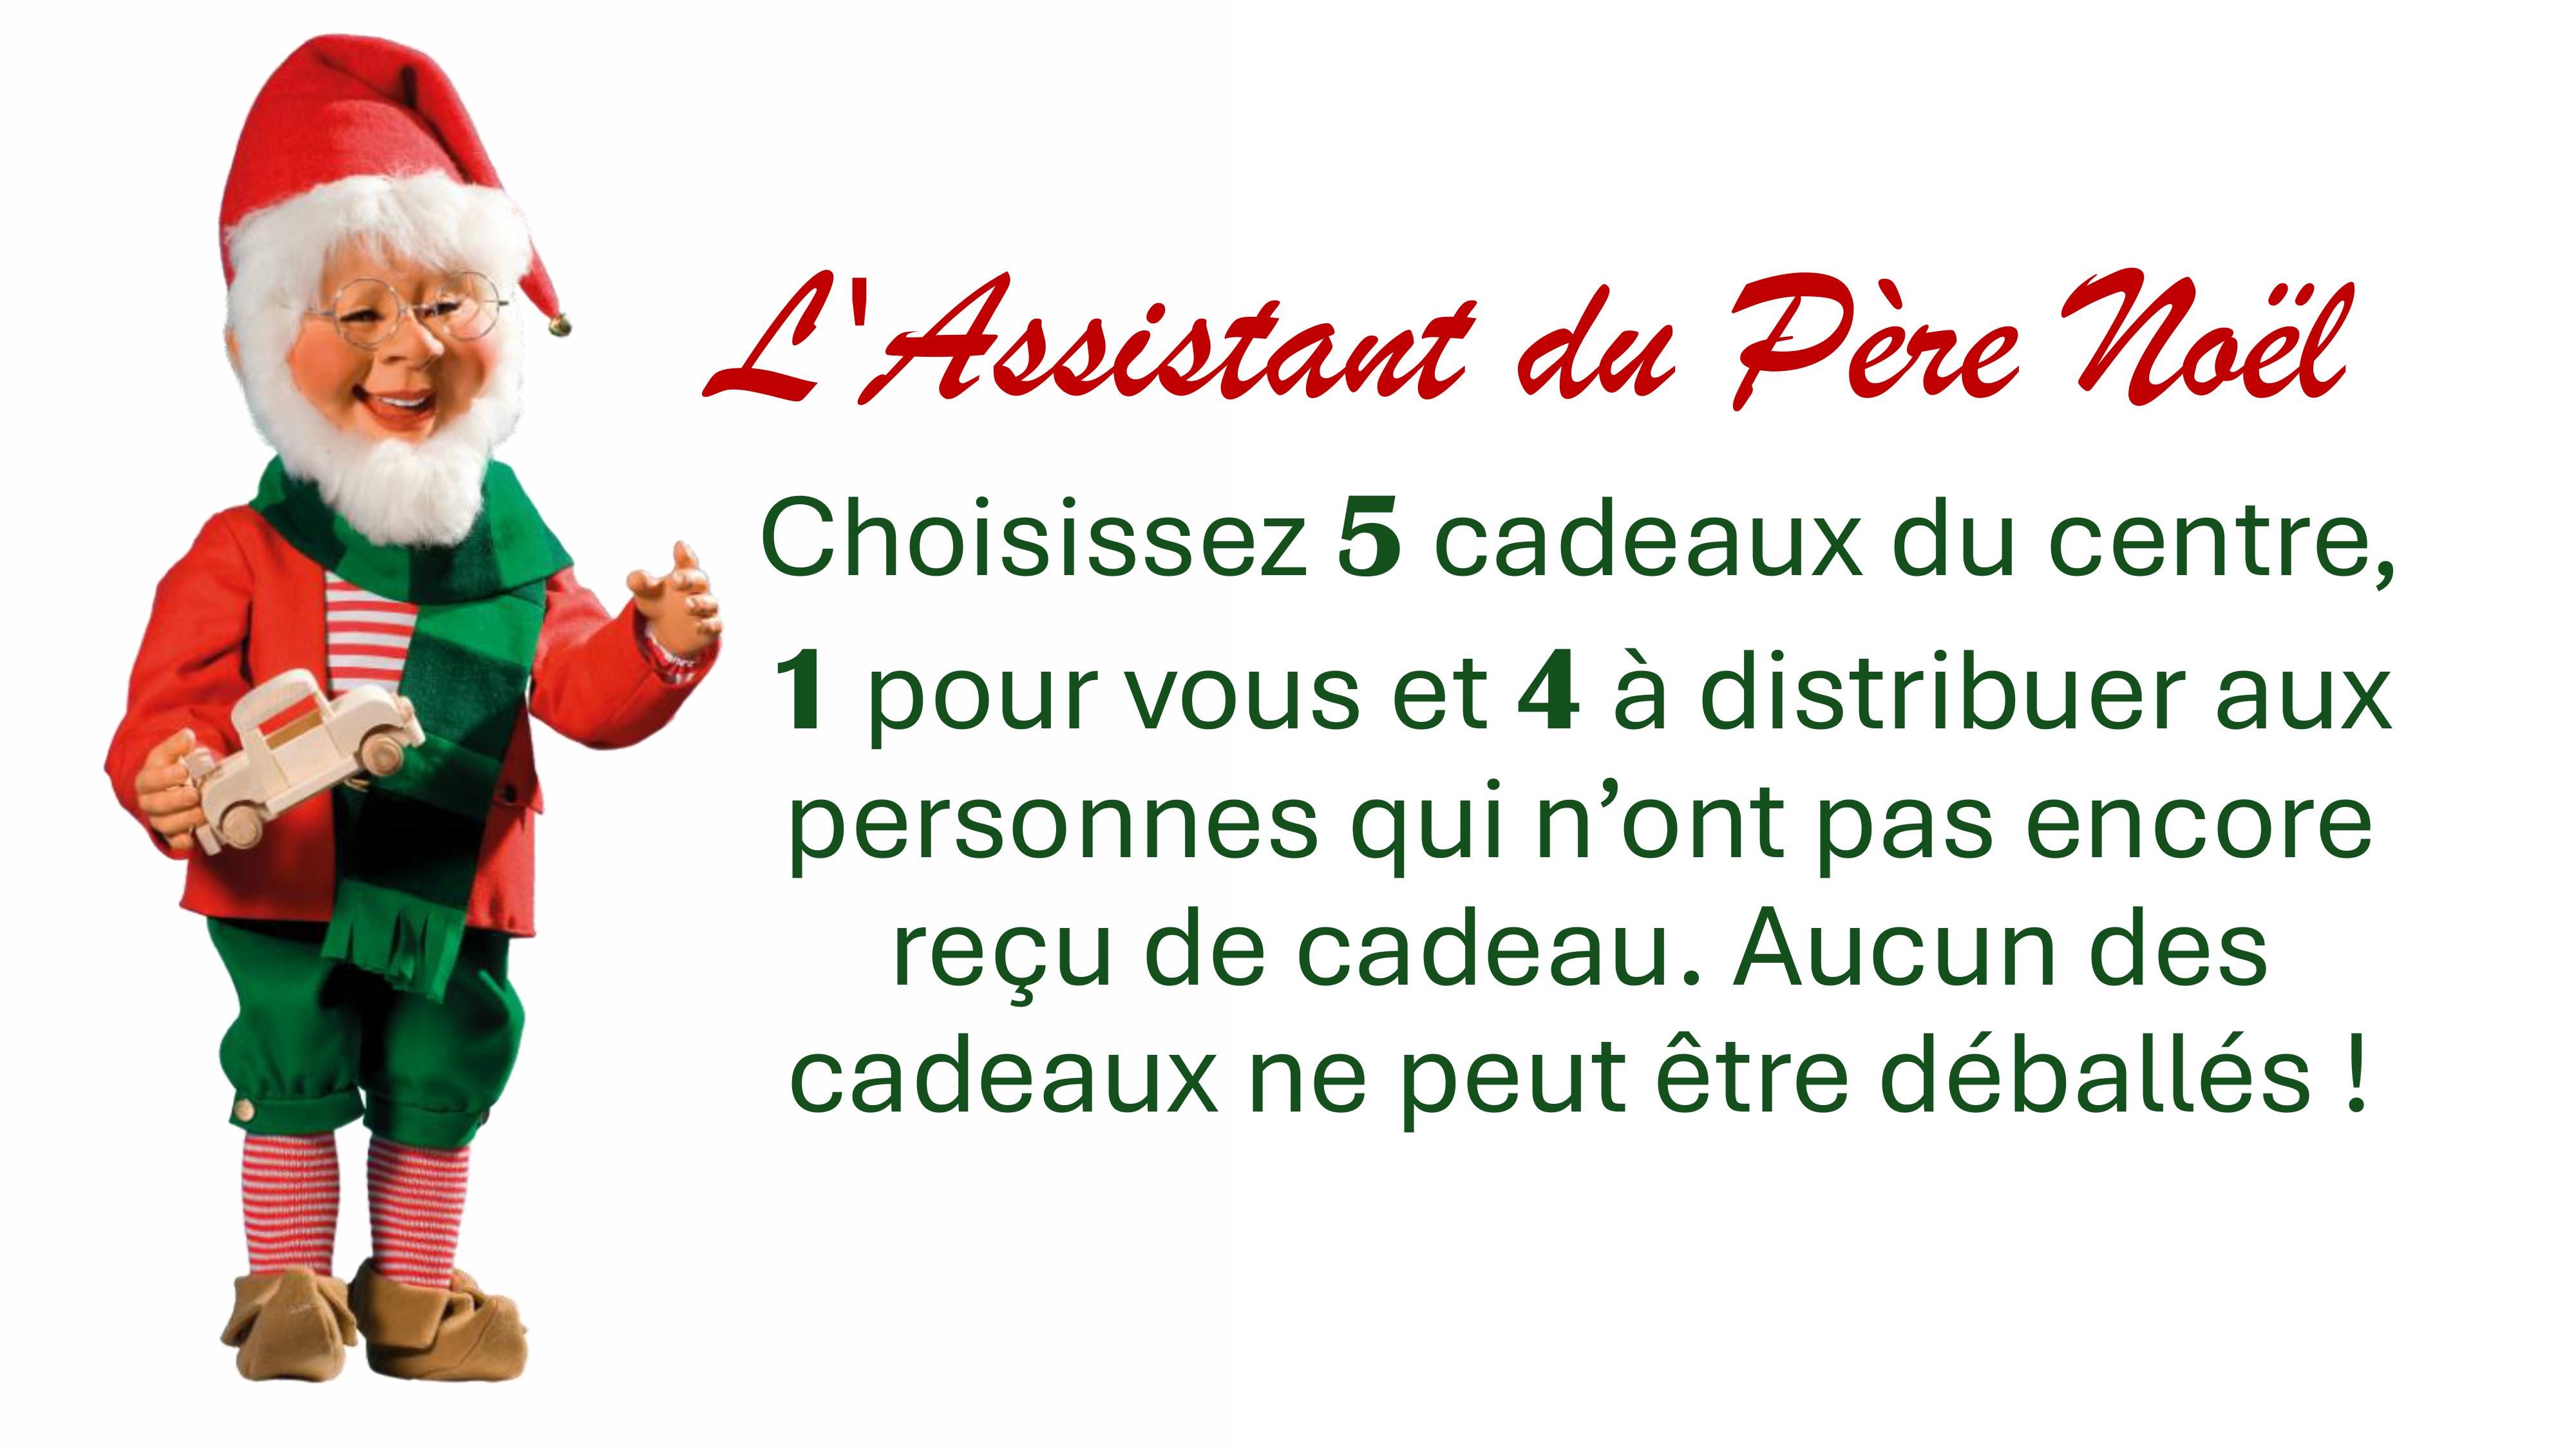 L'Assistant du Père Noël
Choisissez 5 cadeaux du centre,
1 pour vous et 4 à distribuer aux
personnes qui n’ont pas encore
reçu de cadeau. Aucun des
cadeaux ne peut être déballés !